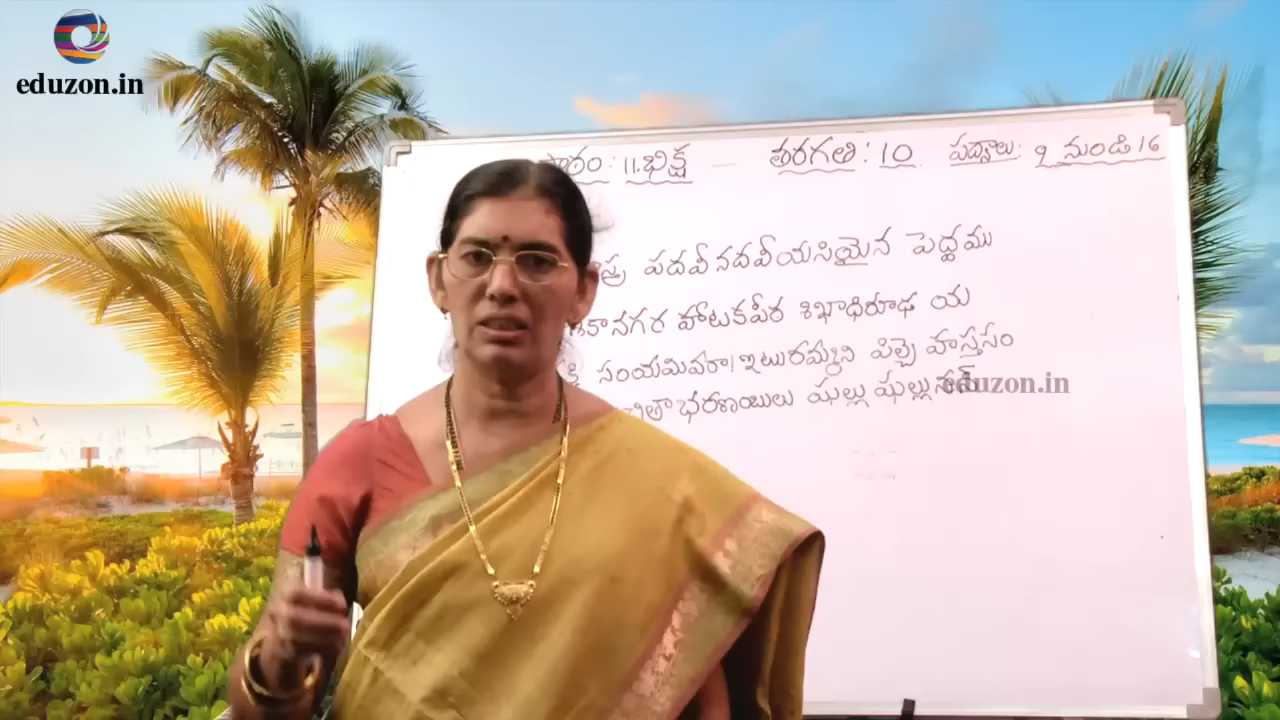 eduzon.in
పాఠం : 11. భిక్ష — తరగతి : 10 పద్యాలు: 9 నుండి 16
పదవీనదవీయసియైన పెద్దము
నగర హాటకపీఠ శిఖాధిరూఢ య
సంయమివరా! ఇటురమ్మని పిల్చె హస్తసం
చితాభరణంబులు ఘల్లు ఘల్లునన్
eduzon.in